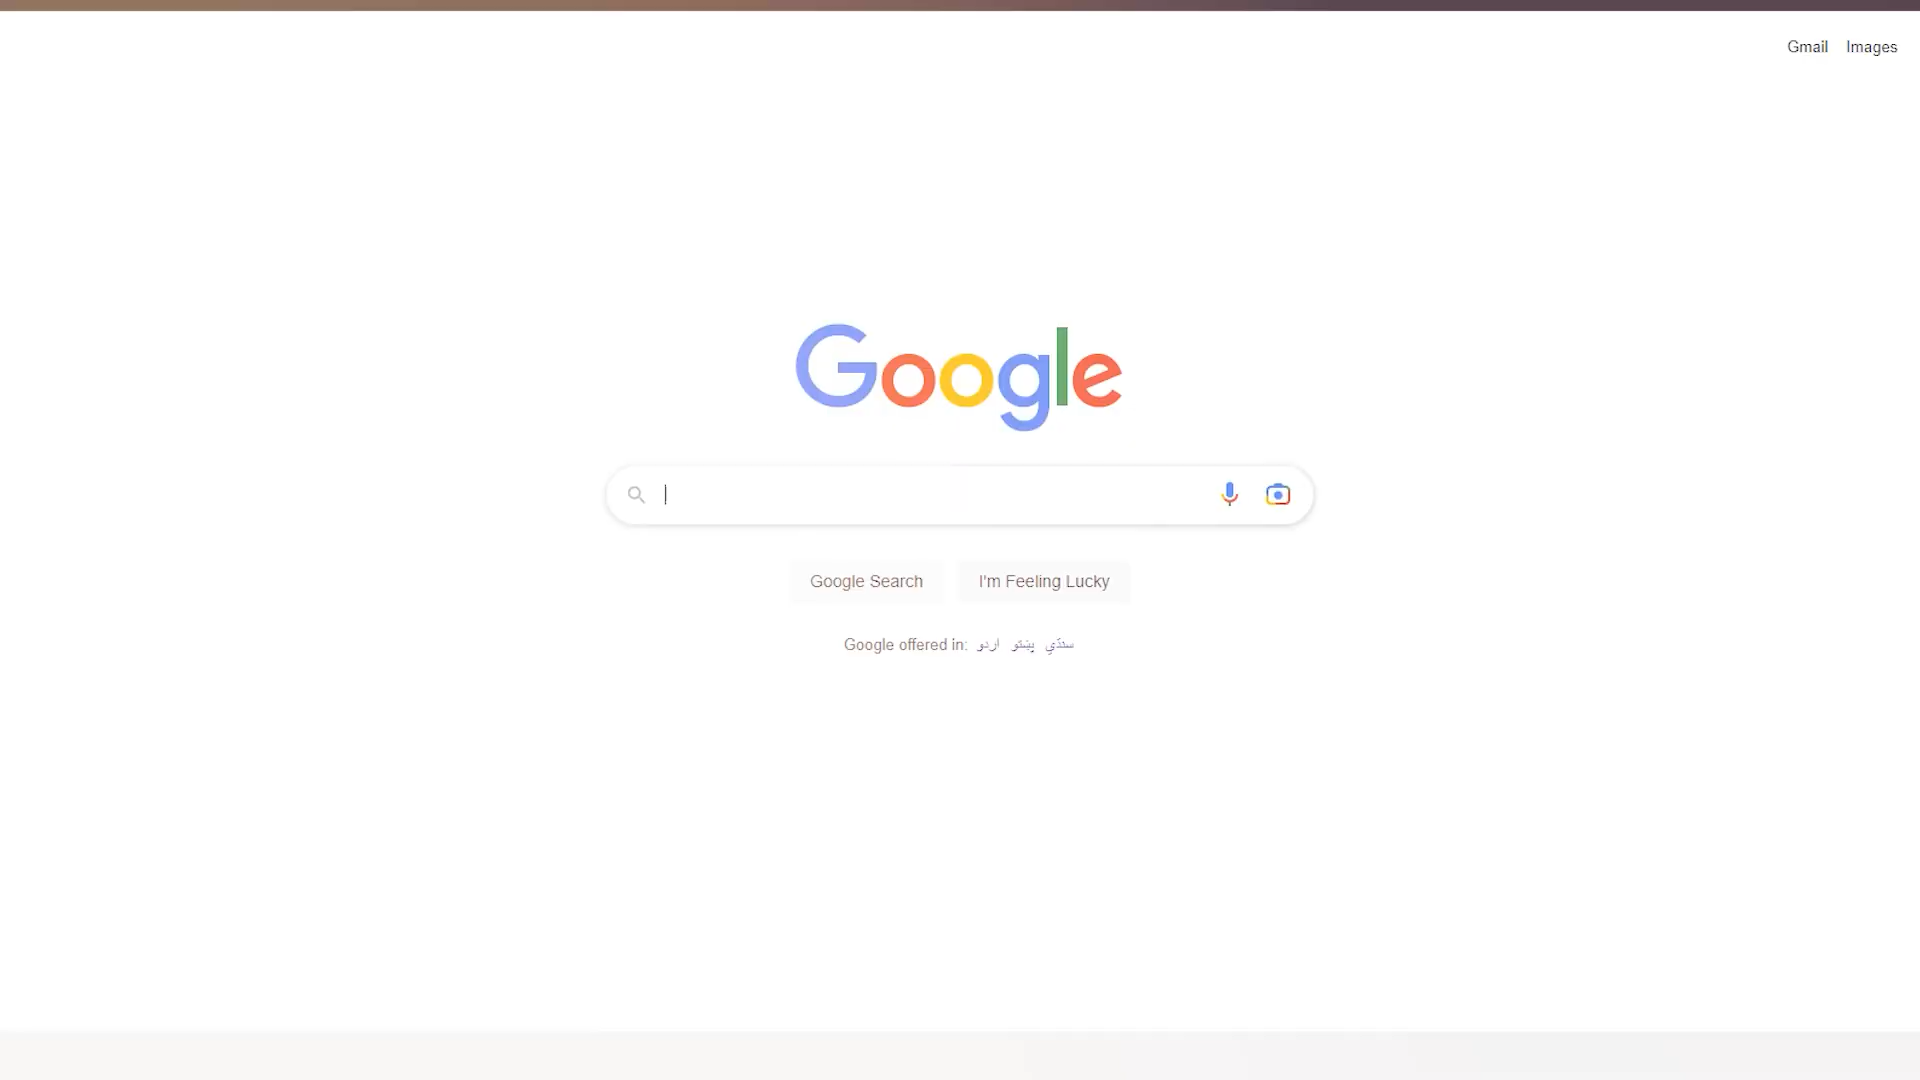 Gmail Images
Google
Google Search I'm Feeling Lucky
Google offered in: اردو پښتو سنڌي